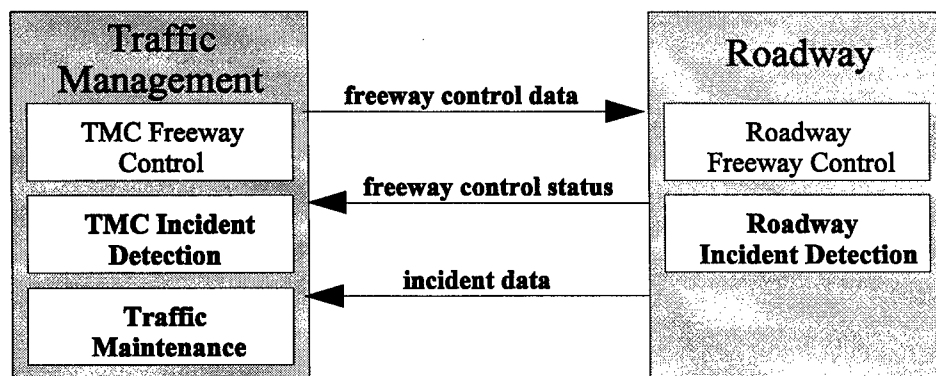 Traffic
Management
TMC Freeway
Control
TMC Incident
Detection
Traffic
Maintenance
freeway control data
freeway control status
incident data
Roadway
Roadway
Freeway Control
Roadway
Incident Detection